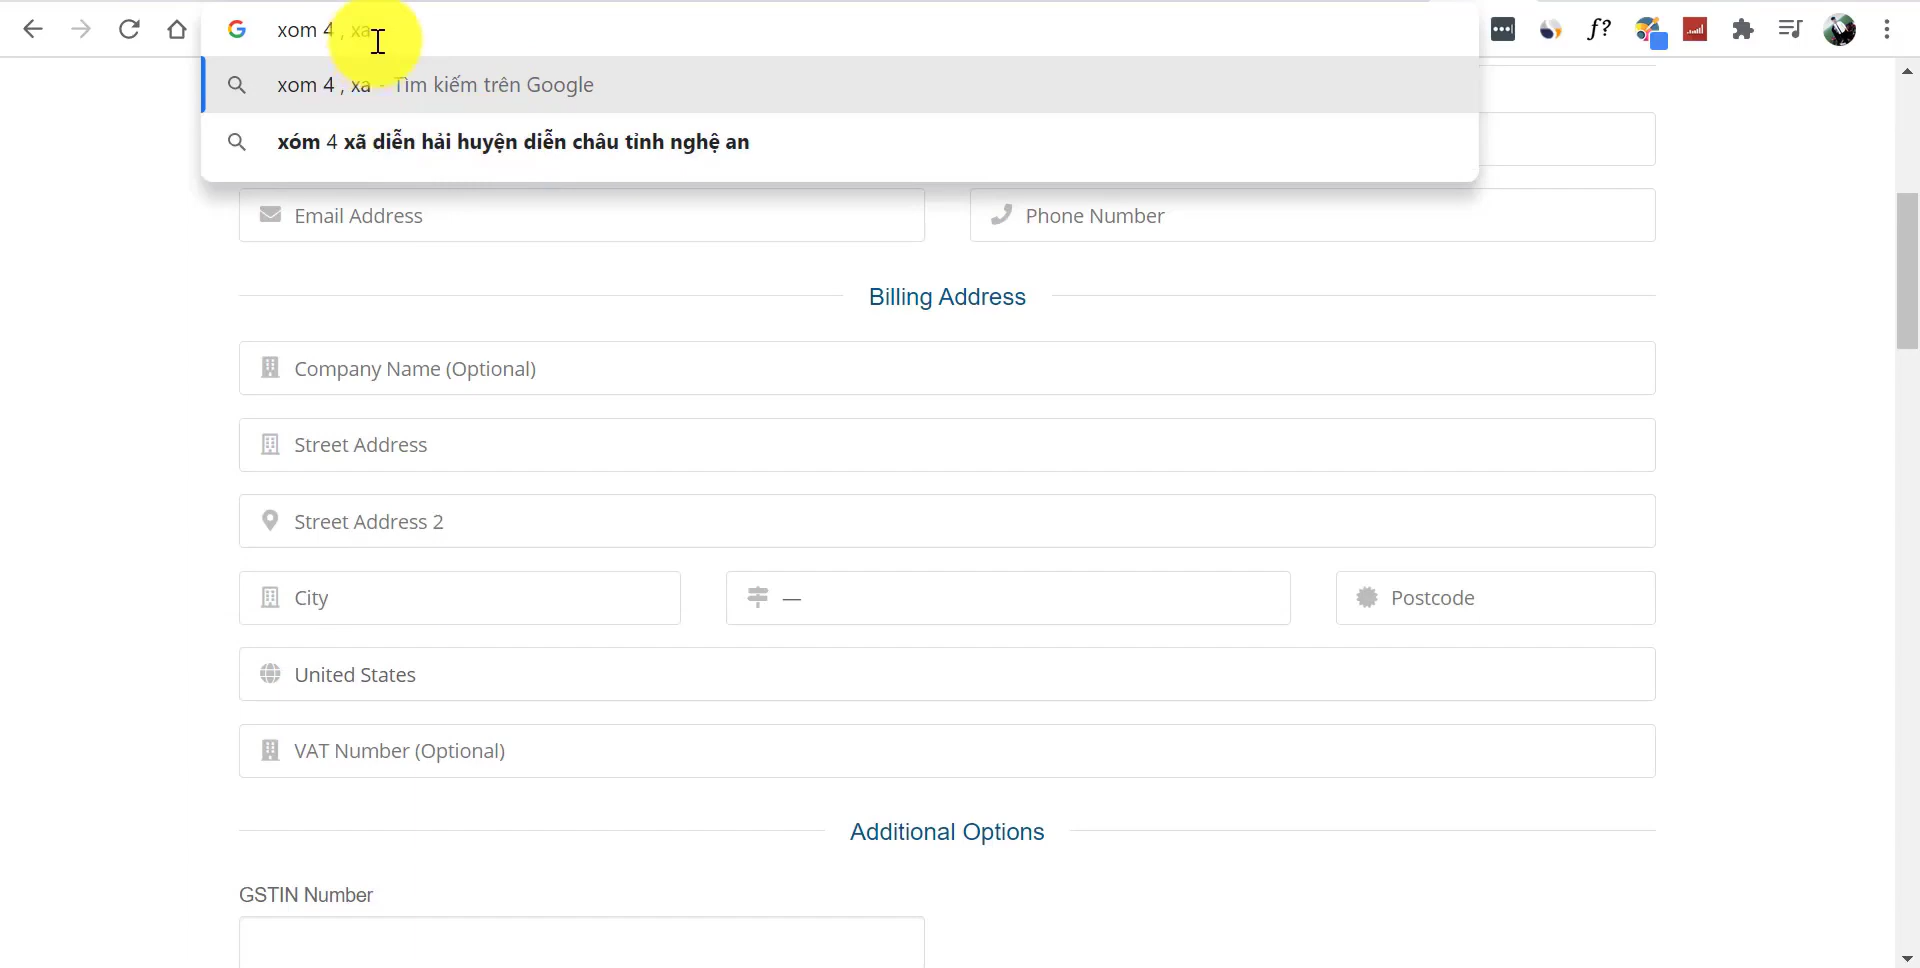 xom 4 , xa
xom 4 , xa - Tìm kiếm trên Google
xóm 4 xã diễn hải huyện diễn châu tỉnh nghệ an
Email Address
Phone Number
Billing Address
Company Name (Optional)
Street Address
Street Address 2
City
—
Postcode
United States
VAT Number (Optional)
Additional Options
GSTIN Number